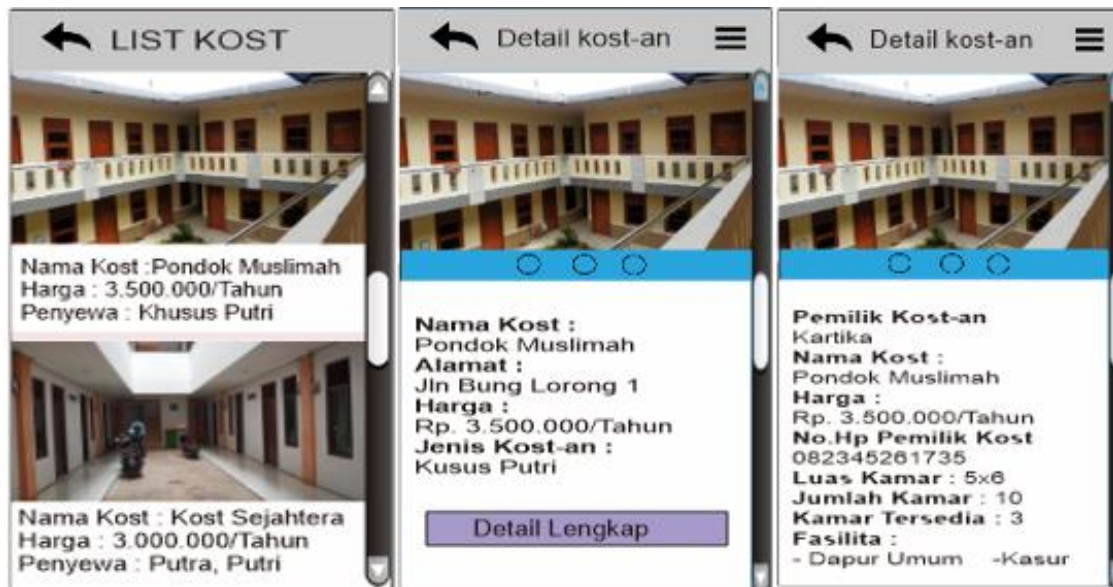 LIST KOST
Nama Kost :Pondok Muslimah
Harga : 3.500.000/Tahun
Penyewa : Khusus Putri
Nama Kost : Kost Sejahtera
Harga : 3.000.000/Tahun
Penyewa : Putra, Putri
Detail kost-an
Nama Kost :
Pondok Muslimah
Alamat :
Jln Bung Lorong 1
Harga :
Rp. 3.500.000/Tahun
Jenis Kost-an :
Kusus Putri
Detail Lengkap
Detail kost-an
Pemilik Kost-an
Kartika
Nama Kost :
Pondok Muslimah
Harga :
Rp. 3.500.000/Tahun
No.Hp Pemilik Kost
082345261735
Luas Kamar : 5x6
Jumlah Kamar : 10
Kamar Tersedia : 3
Fasilita :
- Dapur Umum -Kasur